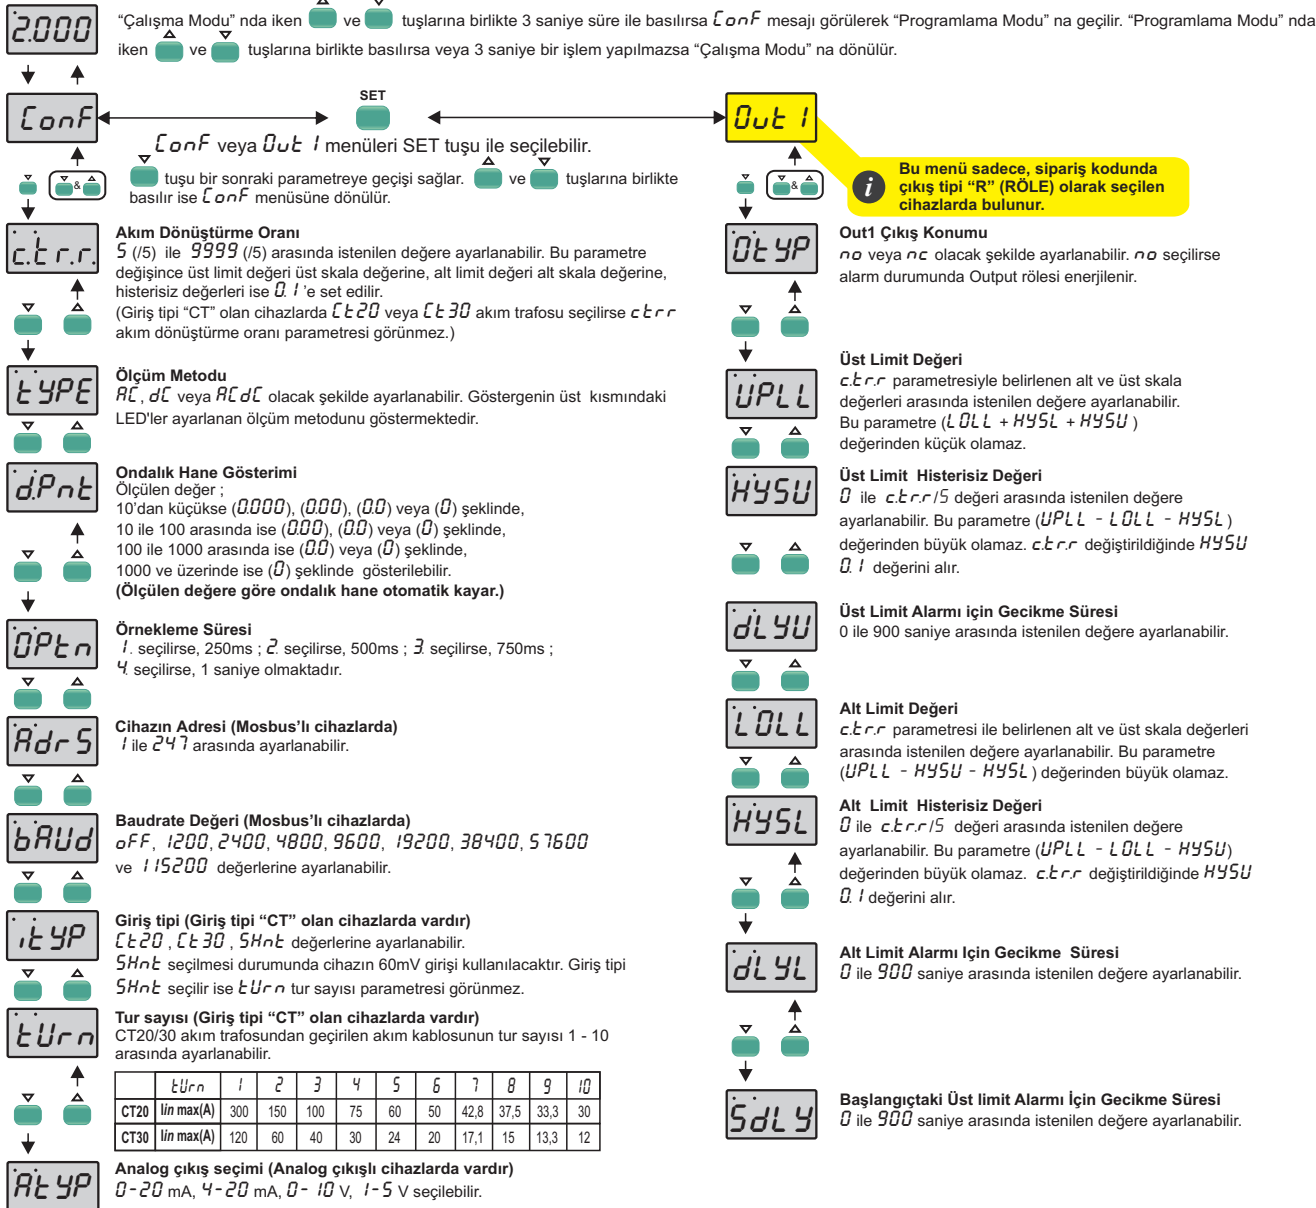 2.000
“Çalışma Modu” nda iken ve tuşlarına birlikte 3 saniye süre ile basılırsa ConF mesajı görülerek “Programlama Modu” na geçilir. “Programlama Modu” nda
iken ve tuşlarına birlikte basılırsa veya 3 saniye bir işlem yapılmazsa “Çalışma Modu” na dönülür.
ConF
SET
ConF veya Out 1 menüleri SET tuşu ile seçilebilir.
tuşu bir sonraki parametreye geçişi sağlar. ve tuşlarına birlikte
basılır ise ConF menüsüne dönülür.
&
c.t r.r.
Akım Dönüştürme Oranı
5 (/5) ile 9999 (/5) arasında istenilen değere ayarlanabilir. Bu parametre
değişince üst limit değeri üst skala değerine, alt limit değeri alt skala değerine,
histerisiz değerleri ise 0.1 ’e set edilir.
(Giriş tipi “CT” olan cihazlarda Ct20 veya Ct30 akım trafosu seçilirse ctrr
akım dönüştürme oranı parametresi görünmez.)
tYPE
Ölçüm Metodu
AC, dC veya ACdC olacak şekilde ayarlanabilir. Göstergenin üst kısmındaki
LED'ler ayarlanan ölçüm metodunu göstermektedir.
d.Pnt
Ondalık Hane Gösterimi
Ölçülen değer ;
10’dan küçükse (0.000), (0.00), (0.0) veya (0) şeklinde,
10 ile 100 arasında ise (0.00), (0.0) veya (0) şeklinde,
100 ile 1000 arasında ise (0.0) veya (0) şeklinde,
1000 ve üzerinde ise (0) şeklinde gösterilebilir.
(Ölçülen değere göre ondalık hane otomatik kayar.)
OPtn
Örnekleme Süresi
1. seçilirse, 250ms ; 2. seçilirse, 500ms ; 3. seçilirse, 750ms ;
4. seçilirse, 1 saniye olmaktadır.
AdrS
Cihazın Adresi (Mosbus’lı cihazlarda)
1 ile 247 arasında ayarlanabilir.
bAUd
Baudrate Değeri (Mosbus’lı cihazlarda)
oFF, 1200, 2400, 4800, 9600, 19200, 38400, 57600
ve 115200 değerlerine ayarlanabilir.
itYP
Giriş tipi (Giriş tipi “CT” olan cihazlarda vardır)
Ct20 , Ct30 , SHnt değerlerine ayarlanabilir.
SHnt seçilmesi durumunda cihazın 60mV girişi kullanılacaktır. Giriş tipi
SHnt seçilir ise tUrn tur sayısı parametresi görünmez.
tUrn
Tur sayısı (Giriş tipi “CT” olan cihazlarda vardır)
CT20/30 akım trafosundan geçirilen akım kablosunun tur sayısı 1 - 10
arasında ayarlanabilir.
tUrn 1 2 3 4 5 6 7 8 9 10
CT20 Iin max(A) 300 150 100 75 60 50 42,8 37,5 33,3 30
CT30 Iin max(A) 120 60 40 30 24 20 17,1 15 13,3 12
AtYP
Analog çıkış seçimi (Analog çıkışlı cihazlarda vardır)
0-20 mA, 4-20 mA, 0-10 V, 1-5 V seçilebilir.
Out 1
i
Bu menü sadece, sipariş kodunda
çıkış tipi “R” (RÖLE) olarak seçilen
cihazlarda bulunur.
&
OtYP
Out1 Çıkış Konumu
no veya nc olacak şekilde ayarlanabilir. no seçilirse
alarm durumunda Output rölesi enerjilenir.
UPLL
Üst Limit Değeri
c.t r.r parametresiyle belirlenen alt ve üst skala
değerleri arasında istenilen değere ayarlanabilir.
Bu parametre (LOLL + HYSL + HYSU )
değerinden küçük olamaz.
HYSU
Üst Limit Histerisiz Değeri
0 ile c.t r.r/5 değeri arasında istenilen değere
ayarlanabilir. Bu parametre (UPLL - LOLL - HYSL )
değerinden büyük olamaz. c.t r.r değiştirildiğinde HYSU
0.1 değerini alır.
dLYU
Üst Limit Alarmı için Gecikme Süresi
0 ile 900 saniye arasında istenilen değere ayarlanabilir.
LOLL
Alt Limit Değeri
c.t r.r parametresi ile belirlenen alt ve üst skala değerleri
arasında istenilen değere ayarlanabilir. Bu parametre
(UPLL - HYSU - HYSL ) değerinden büyük olamaz.
HYSL
Alt Limit Histerisiz Değeri
0 ile c.t r.r/5 değeri arasında istenilen değere
ayarlanabilir. Bu parametre (UPLL - LOLL - HYSU)
değerinden büyük olamaz. c.t r.r değiştirildiğinde HYSU
0.1 değerini alır.
dLYL
Alt Limit Alarmı Için Gecikme Süresi
0 ile 900 saniye arasında istenilen değere ayarlanabilir.
SdLY
Başlangıçtaki Üst limit Alarmı İçin Gecikme Süresi
0 ile 900 saniye arasında istenilen değere ayarlanabilir.